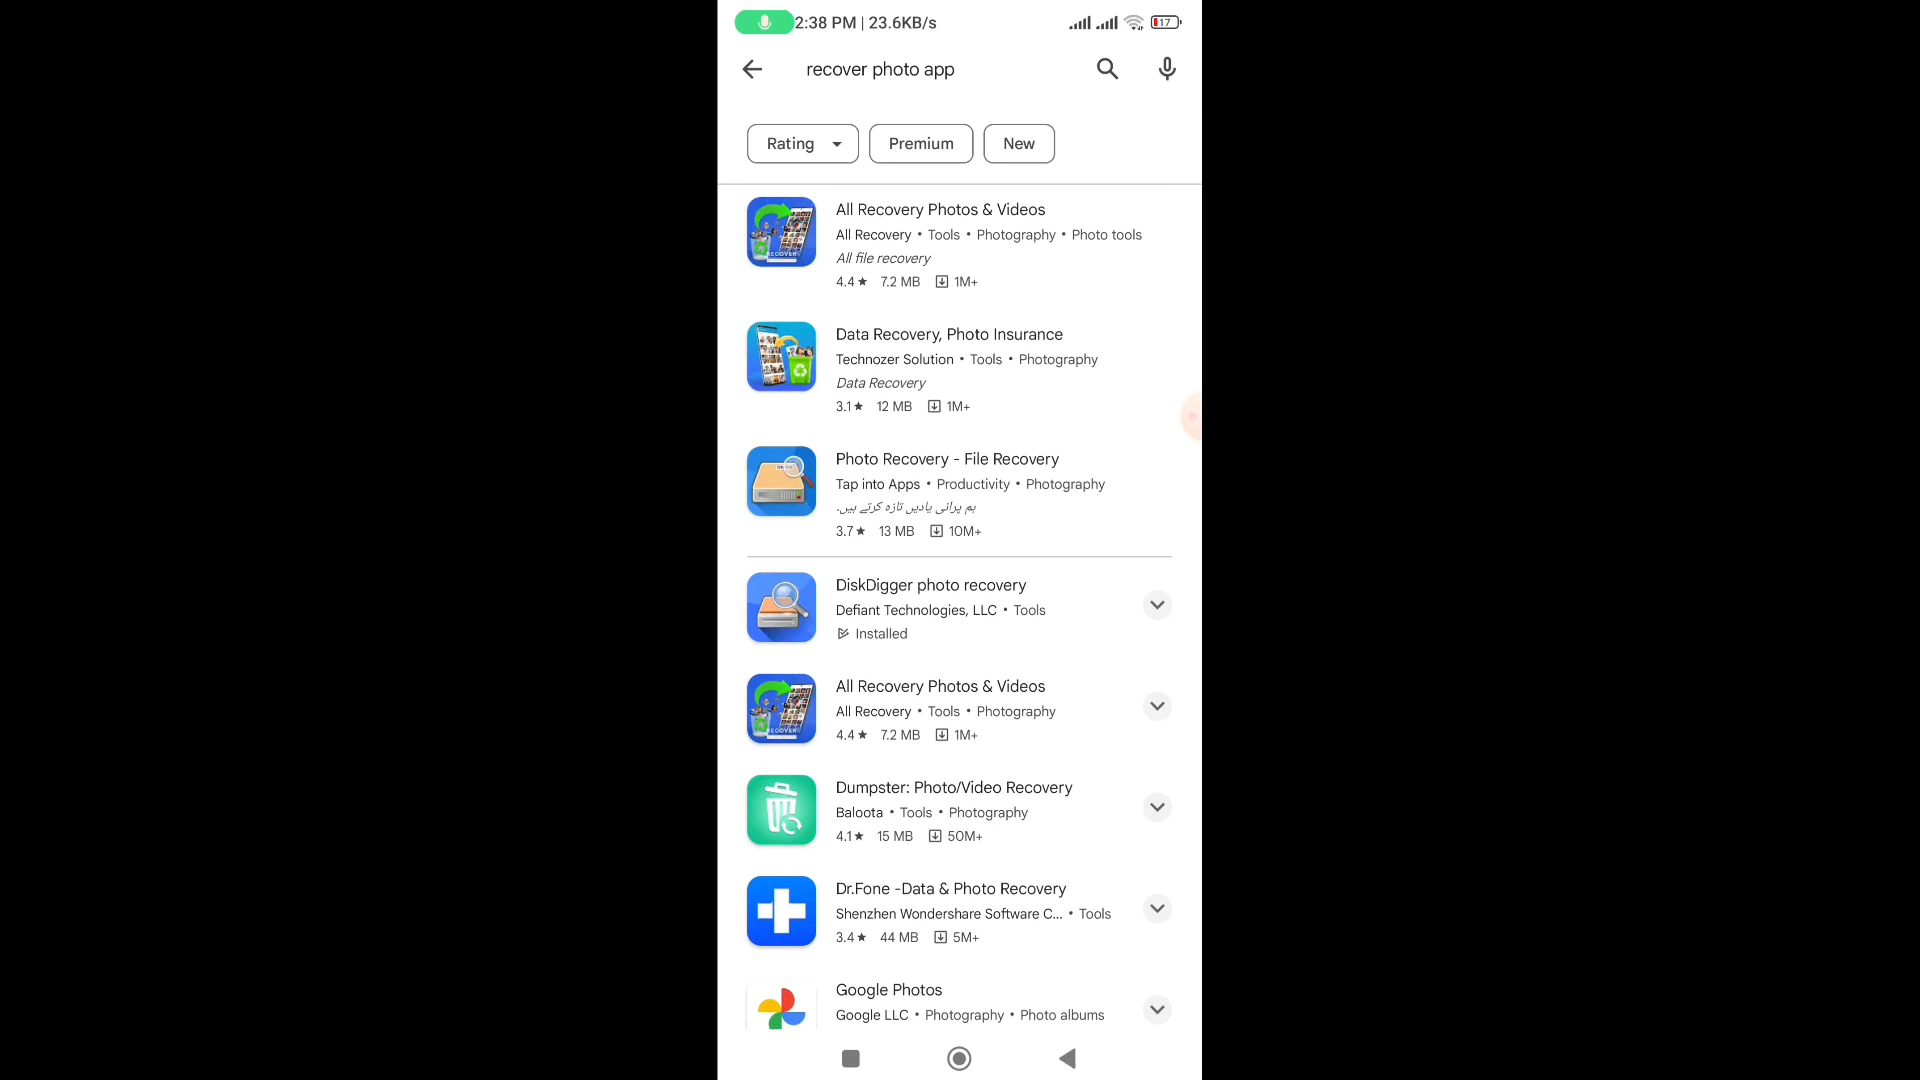 2:38 PM | 23.6KB/s
17
recover photo app
Rating
Premium
New
All Recovery Photos & Videos
All Recovery • Tools • Photography • Photo tools
All file recovery
4.4★ 7.2 MB 1M+
Data Recovery, Photo Insurance
Technozer Solution • Tools • Photography
Data Recovery
3.1★ 12 MB 1M+
Photo Recovery - File Recovery
Tap into Apps • Productivity • Photography
ہم پرانی یادیں تازہ کرتے ہیں۔
3.7★ 13 MB 10M+
DiskDigger photo recovery
Defiant Technologies, LLC • Tools
Installed
All Recovery Photos & Videos
All Recovery • Tools • Photography
4.4★ 7.2 MB 1M+
Dumpster: Photo/Video Recovery
Baloota • Tools • Photography
4.1★ 15 MB 50M+
Dr.Fone -Data & Photo Recovery
Shenzhen Wondershare Software C... • Tools
3.4★ 44 MB 5M+
Google Photos
Google LLC • Photography • Photo albums